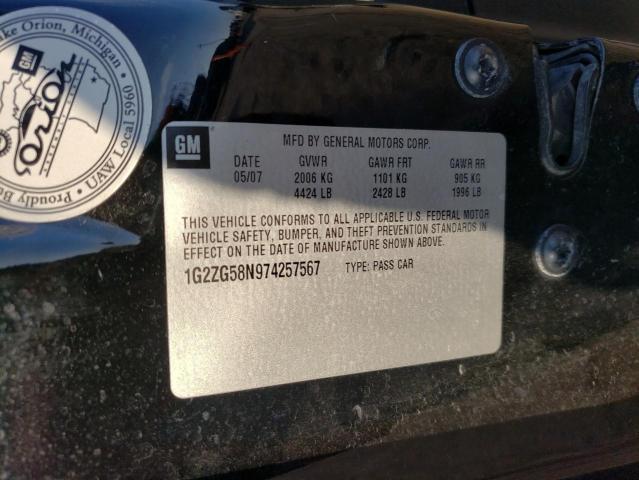 ke Orion, Michigan
GM
Orion
Proudly B
UAW Local 5960
GM
MFD BY GENERAL MOTORS CORP.
DATE GVWR GAWR FRT GAWR RR
05/07 2006 KG 1101 KG 905 KG
4424 LB 2428 LB 1996 LB
THIS VEHICLE CONFORMS TO ALL APPLICABLE U.S. FEDERAL MOTOR
VEHICLE SAFETY, BUMPER, AND THEFT PREVENTION STANDARDS IN
EFFECT ON THE DATE OF MANUFACTURE SHOWN ABOVE.
1G2ZG58N974257567 TYPE: PASS CAR